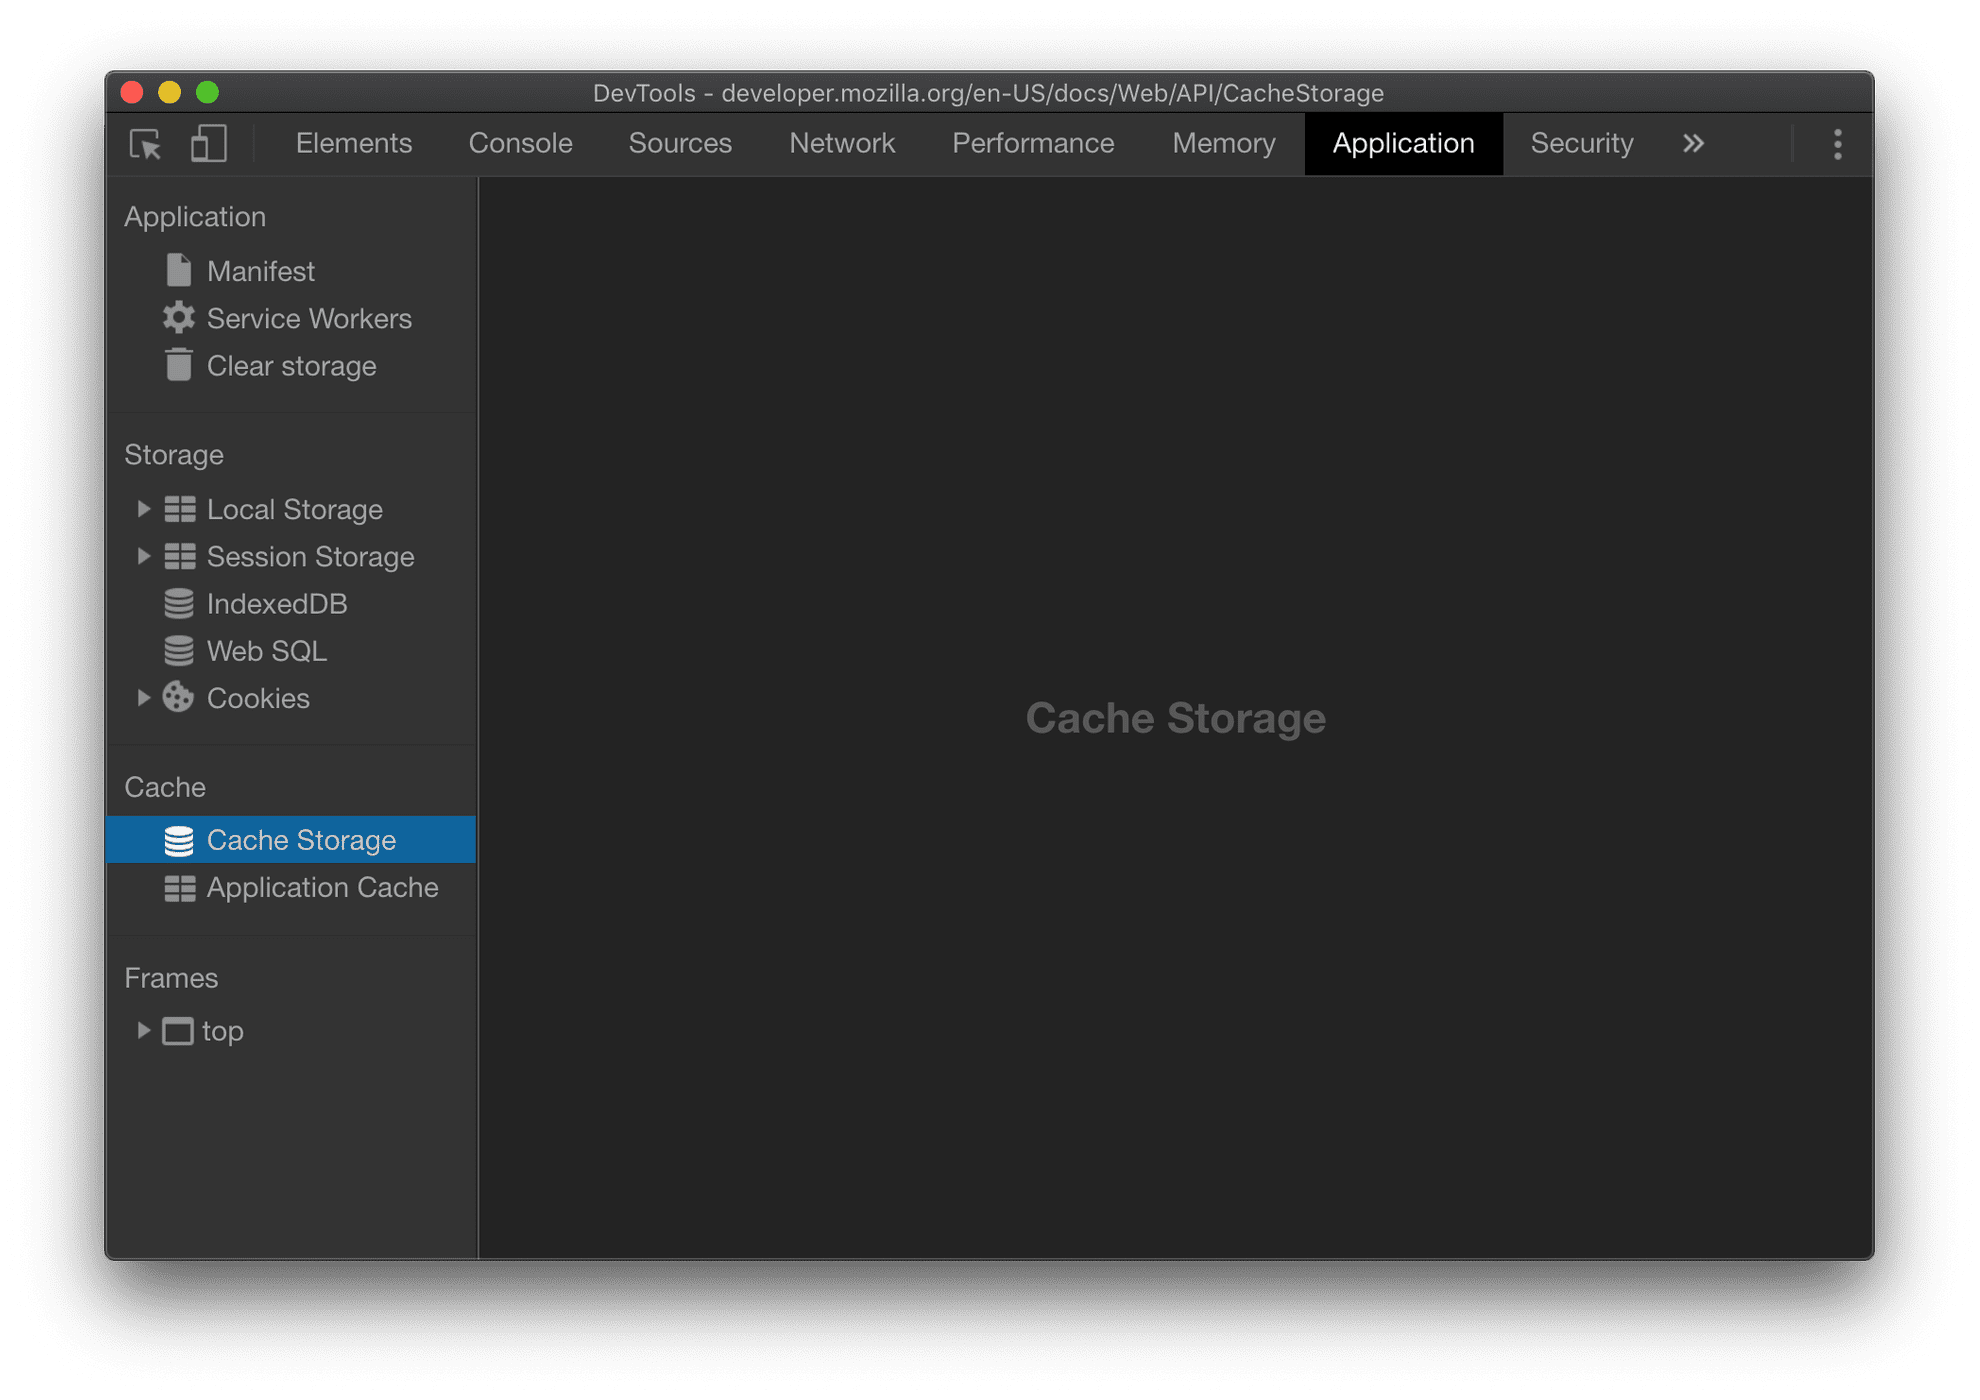 DevTools - developer.mozilla.org/en-US/docs/Web/API/CacheStorage
Elements Console Sources Network Performance Memory Application Security
Application
Manifest
Service Workers
Clear storage
Storage
Local Storage
Session Storage
IndexedDB
Web SQL
Cookies
Cache
Cache Storage
Application Cache
Frames
top
Cache Storage